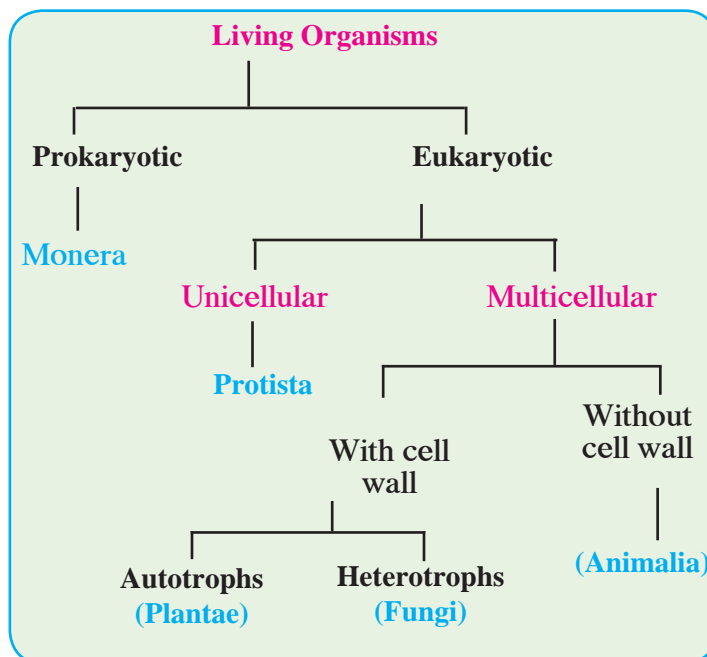 Living Organisms
Prokaryotic
Eukaryotic
Monera
Unicellular
Multicellular
Protista
With cell
wall
Without
cell wall
Autotrophs
(Plantae)
Heterotrophs
(Fungi)
(Animalia)